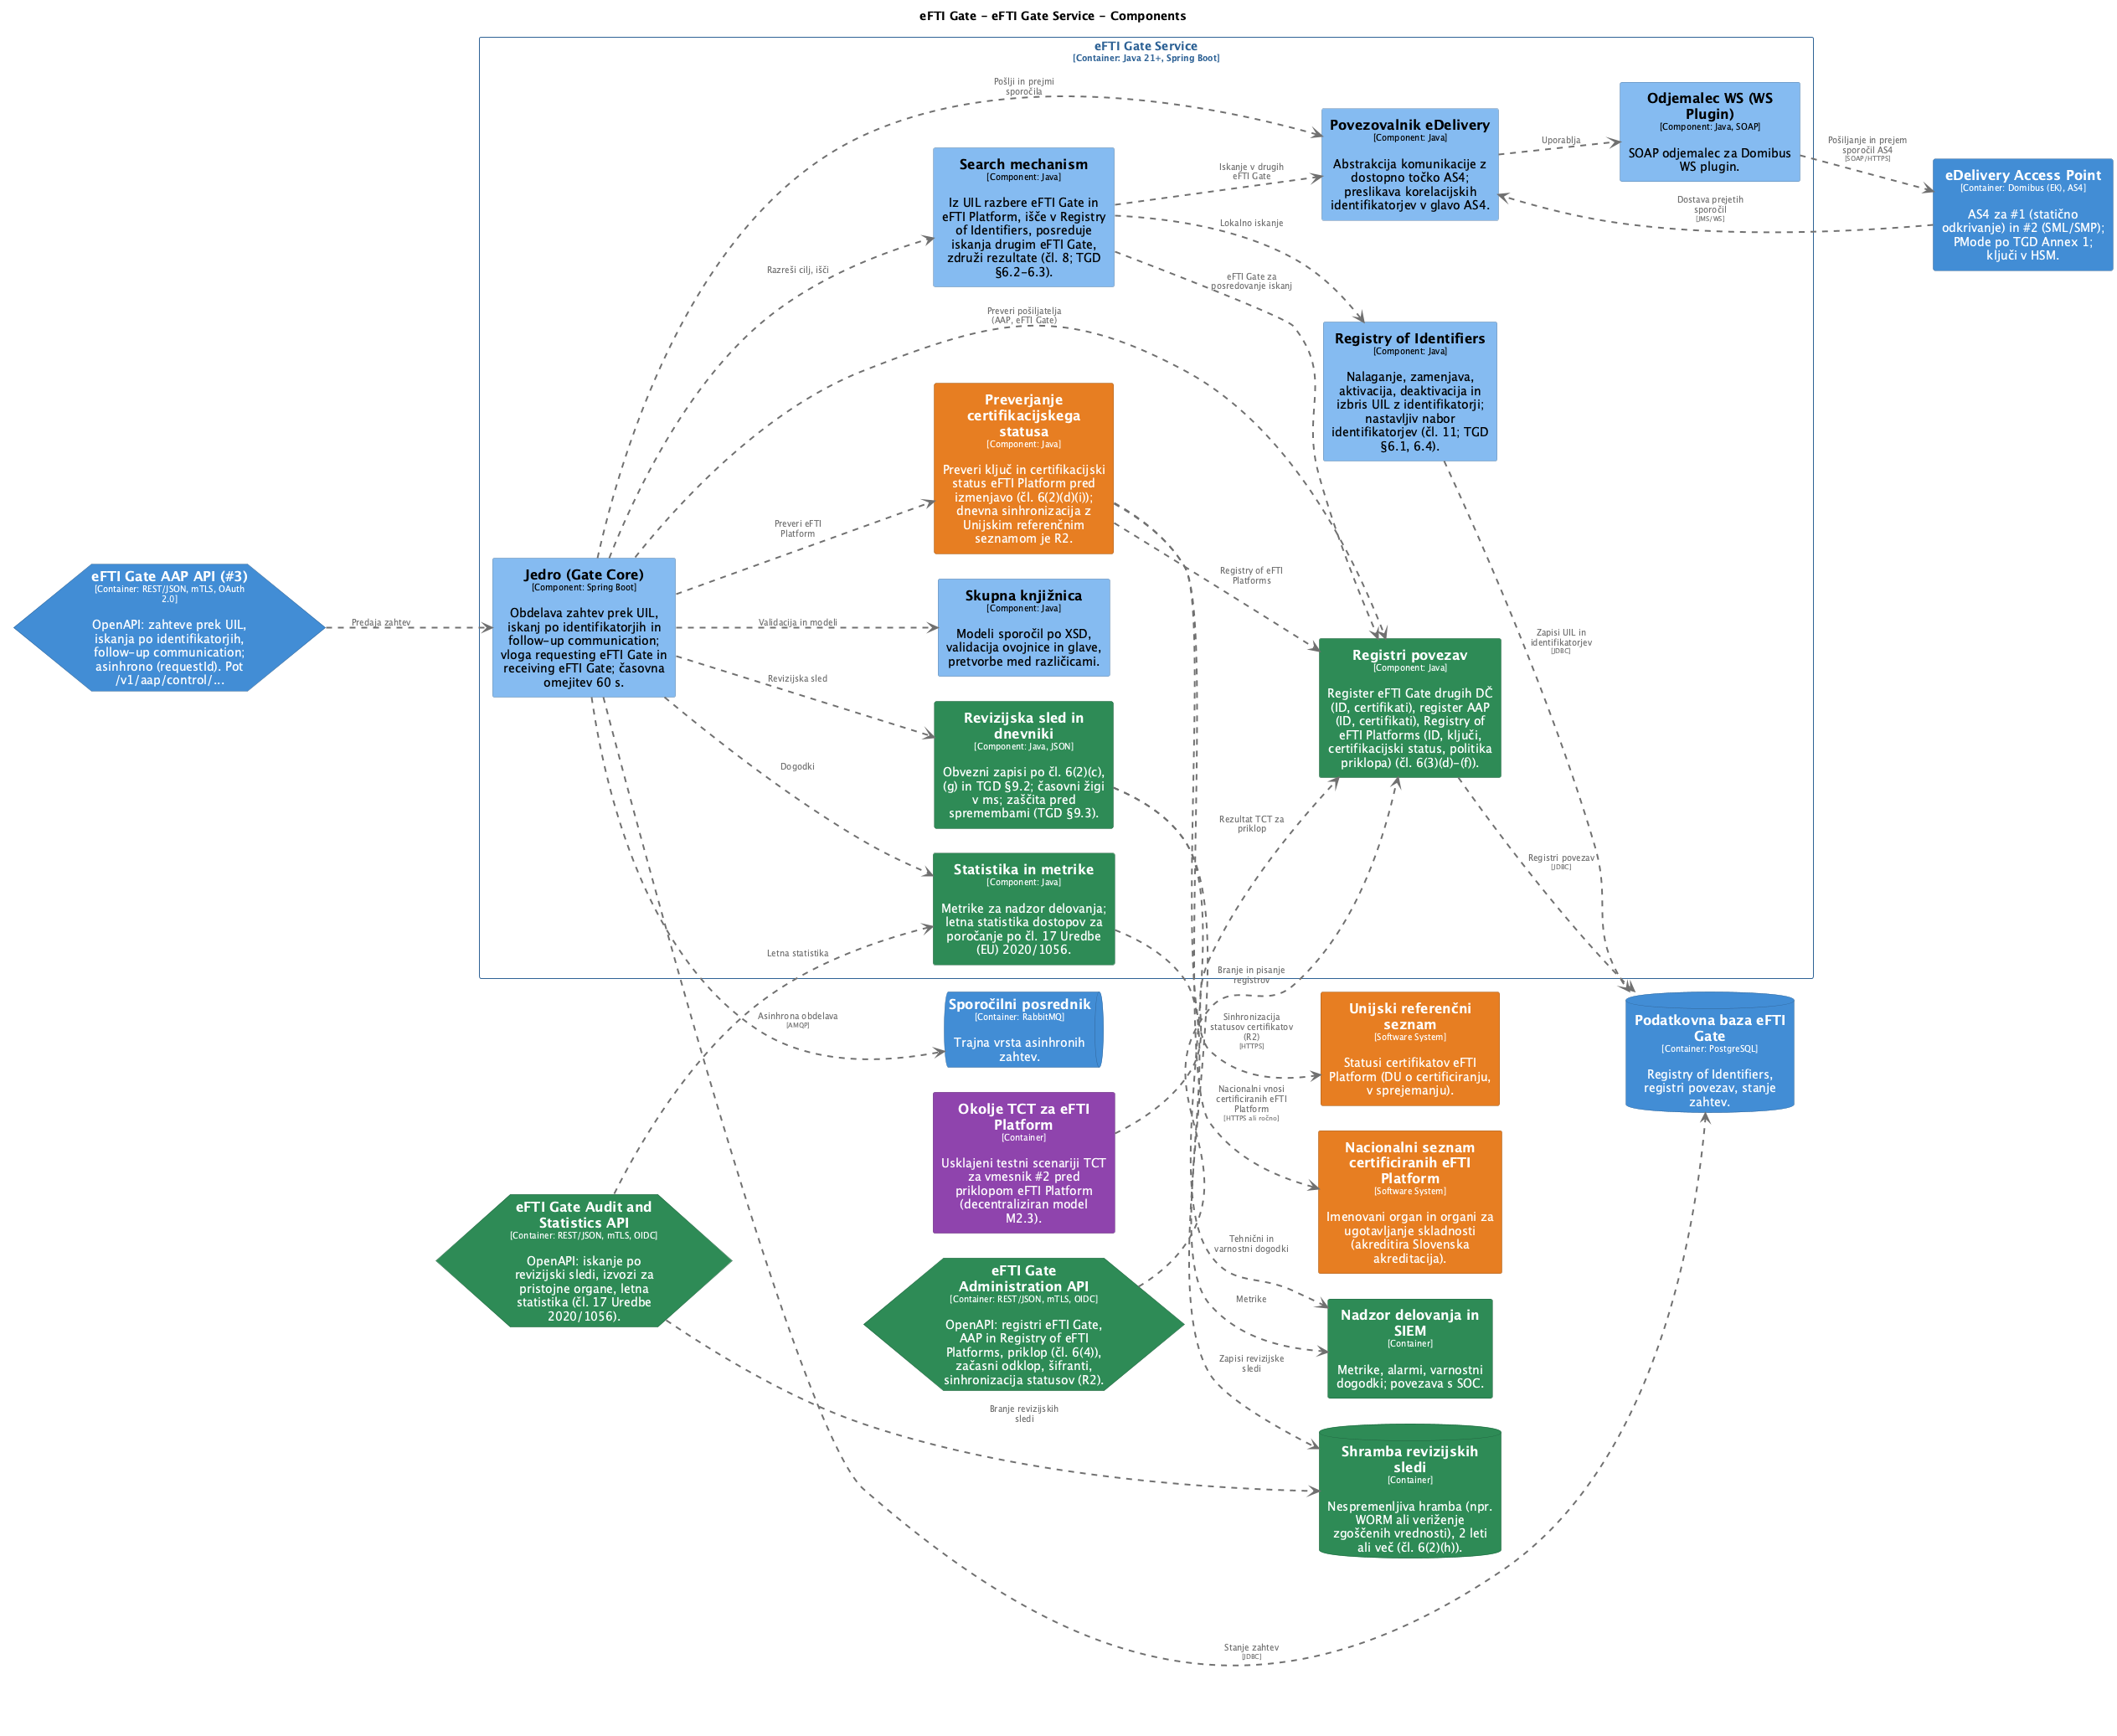 eFTI Gate - eFTI Gate Service - Components
eFTI Gate Service
[Container: Java 21+, Spring Boot]
Pošlji in prejmi
sporočila
Search mechanism
[Component: Java]
Iz UIL razbere eFTI Gate in
eFTI Platform, išče v Registry
of Identifiers, posreduje
iskanja drugim eFTI Gate,
združi rezultate (čl. 8; TGD
§6.2-6.3).
Iskanje v drugih
eFTI Gate
Lokalno iskanje
eFTI Gate za
posredovanje iskanj
Povezovalnik eDelivery
[Component: Java]
Abstrakcija komunikacije z
dostopno točko AS4;
preslikava korelacijskih
identifikatorjev v glavo AS4.
Uporablja
Odjemalec WS (WS
Plugin)
[Component: Java, SOAP]
SOAP odjemalec za Domibus
WS plugin.
Pošiljanje in prejem
sporočil AS4
[SOAP/HTTPS]
Dostava prejetih
sporočil
[JMS/WS]
eDelivery Access Point
[Container: Domibus (EK), AS4]
AS4 za #1 (statično
odkrivanje) in #2 (SML/SMP);
PMode po TGD Annex 1;
ključi v HSM.
Razreši cilj, išči
Preveri pošiljatelja
(AAP, eFTI Gate)
Registry of Identifiers
[Component: Java]
Nalaganje, zamenjava,
aktivacija, deaktivacija in
izbris UIL z identifikatorji;
nastavljiv nabor
identifikatorjev (čl. 11; TGD
§6.1, 6.4).
Preverjanje
certifikacijskega
statusa
[Component: Java]
Preveri ključ in certifikacijski
status eFTI Platform pred
izmenjavo (čl. 6(2)(d)(i));
dnevna sinhronizacija z
Unijskim referenčnim
seznamom je R2.
Preveri eFTI
Platform
Registry of eFTI
Platforms
eFTI Gate AAP API (#3)
[Container: REST/JSON, mTLS, OAuth
2.0]
OpenAPI: zahteve prek UIL,
iskanja po identifikatorjih,
follow-up communication;
asinhrono (requestId). Pot
/v1/aap/control/...
Predaja zahtev
Jedro (Gate Core)
[Component: Spring Boot]
Obdelava zahtev prek UIL,
iskanj po identifikatorjih in
follow-up communication;
vloga requesting eFTI Gate in
receiving eFTI Gate; časovna
omejitev 60 s.
Validacija in modeli
Skupna knjižnica
[Component: Java]
Modeli sporočil po XSD,
validacija ovojnice in glave,
pretvorbe med različicami.
Zapisi UIL in
identifikatorjev
[JDBC]
Registri povezav
[Component: Java]
Register eFTI Gate drugih DČ
(ID, certifikati), register AAP
(ID, certifikati), Registry of
eFTI Platforms (ID, ključi,
certifikacijski status, politika
priklopa) (čl. 6(3)(d)-(f)).
Revizijska sled
Revizijska sled in
dnevniki
[Component: Java, JSON]
Obvezni zapisi po čl. 6(2)(c),
(g) in TGD §9.2; časovni žigi
v ms; zaščita pred
spremembami (TGD §9.3).
Dogodki
Rezultat TCT za
priklop
Registri povezav
[JDBC]
Statistika in metrike
[Component: Java]
Metrike za nadzor delovanja;
letna statistika dostopov za
poročanje po čl. 17 Uredbe
(EU) 2020/1056.
Letna statistika
Branje in pisanje
registrov
Asinhrona obdelava
[AMQP]
Sporočilni posrednik
[Container: RabbitMQ]
Trajna vrsta asinhronih
zahtev.
Sinhronizacija
statusov certifikatov
(R2)
[HTTPS]
Unijski referenčni
seznam
[Software System]
Statusi certifikatov eFTI
Platform (DU o certificiranju,
v sprejemanju).
Podatkovna baza eFTI
Gate
[Container: PostgreSQL]
Registry of Identifiers,
registri povezav, stanje
zahtev.
Nacionalni vnosi
certificiranih eFTI
Platform
[HTTPS ali ročno]
Okolje TCT za eFTI
Platform
[Container]
Usklajeni testni scenariji TCT
za vmesnik #2 pred
priklopom eFTI Platform
(decentraliziran model
M2.3).
Nacionalni seznam
certificiranih eFTI
Platform
[Software System]
Imenovani organ in organi za
ugotavljanje skladnosti
(akreditira Slovenska
akreditacija).
eFTI Gate Audit and
Statistics API
[Container: REST/JSON, mTLS, OIDC]
OpenAPI: iskanje po
revizijski sledi, izvozi za
pristojne organe, letna
statistika (čl. 17 Uredbe
2020/1056).
Tehnični in
varnostni dogodki
eFTI Gate
Administration API
[Container: REST/JSON, mTLS, OIDC]
OpenAPI: registri eFTI Gate,
AAP in Registry of eFTI
Platforms, priklop (čl. 6(4)),
začasni odklop, šifranti,
sinhronizacija statusov (R2).
Metrike
Nadzor delovanja in
SIEM
[Container]
Metrike, alarmi, varnostni
dogodki; povezava s SOC.
Zapisi revizijske
sledi
Branje revizijskih
sledi
Shramba revizijskih
sledi
[Container]
Nespremenljiva hramba (npr.
WORM ali veriženje
zgoščenih vrednosti), 2 leti
ali več (čl. 6(2)(h)).
Stanje zahtev
[JDBC]